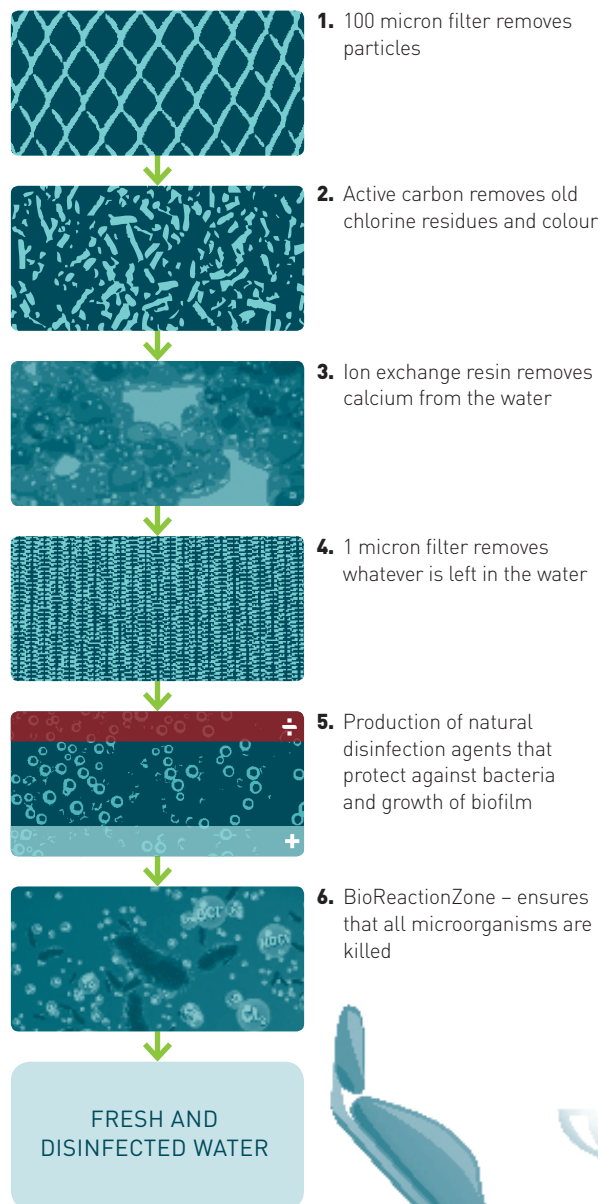 1. 100 micron filter removes
particles
2. Active carbon removes old
chlorine residues and colour
3. Ion exchange resin removes
calcium from the water
4. 1 micron filter removes
whatever is left in the water
÷
5. Production of natural
disinfection agents that
protect against bacteria
and growth of biofilm
+
6. BioReactionZone – ensures
that all microorganisms are
killed
HOCl
Cl₂
FRESH AND
DISINFECTED WATER